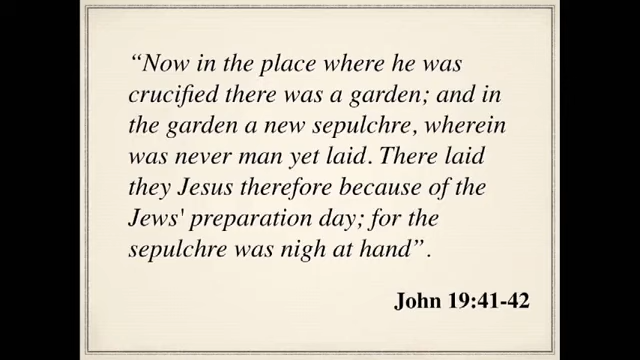 “Now in the place where he was
crucified there was a garden; and in
the garden a new sepulchre, wherein
was never man yet laid. There laid
they Jesus therefore because of the
Jews' preparation day; for the
sepulchre was nigh at hand”.
John 19:41-42